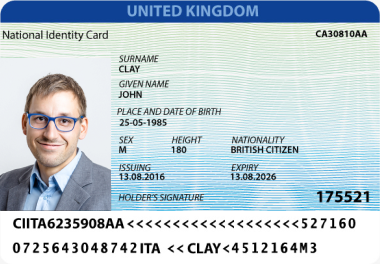 UNITED KINGDOM
National Identity Card CA30810AA
SURNAME
CLAY
GIVEN NAME
JOHN
PLACE AND DATE OF BIRTH
25-05-1985
SEX HEIGHT NATIONALITY
M 180 BRITISH CITIZEN
ISSUING EXPIRY
13.08.2016 13.08.2026
HOLDER'S SIGNATURE 175521
CIITA6235908AA<<<<<<<<<<<<<<<<<<527160
0725643048742ITA <<CLAY<4512164M3